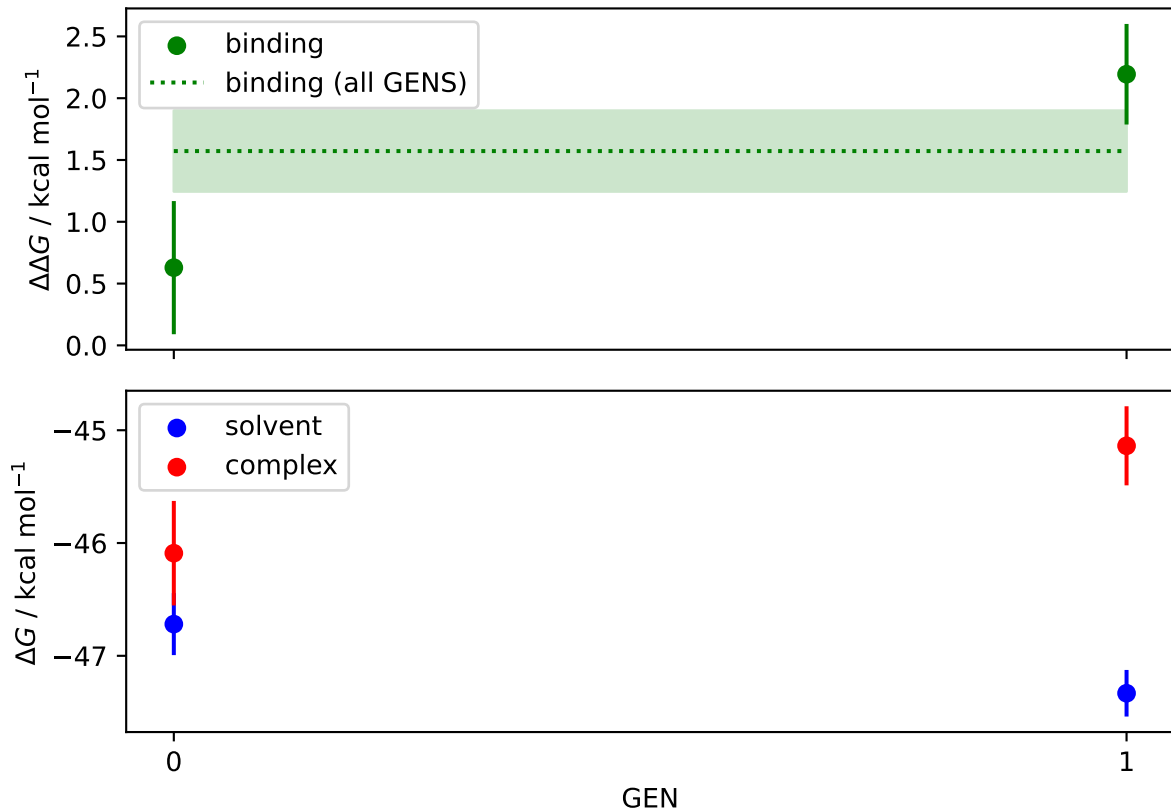 2.5
2.0
1.5
1.0
0.5
0.0
ΔΔG / kcal mol⁻¹
binding
binding (all GENS)
−45
−46
−47
ΔG / kcal mol⁻¹
solvent
complex
0
1
GEN